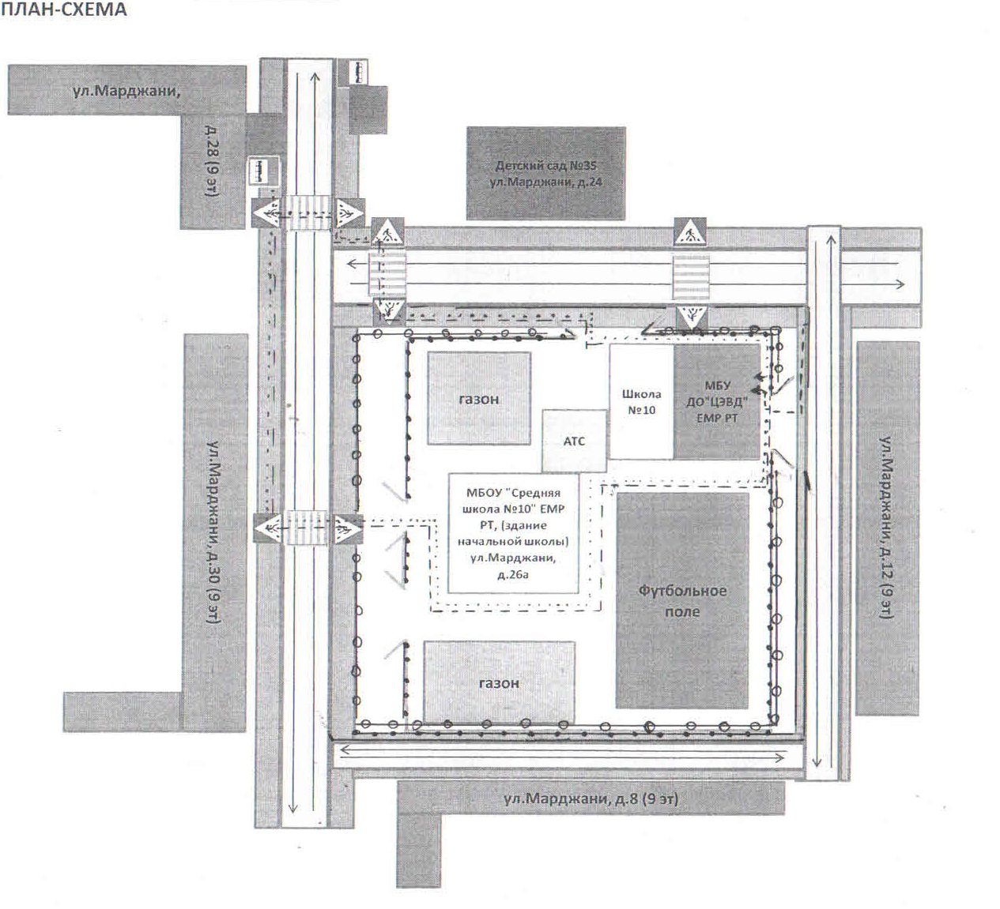 ПЛАН-СХЕМА
ул.Марджани,
д.28 (9 эт)
Детский сад №35
ул.Марджани, д.24
газон
Школа
№10
МБУ
ДО"ЦЭВД"
ЕМР РТ
АТС
МБОУ "Средняя
школа №10" ЕМР
РТ, (здание
начальной школы)
ул.Марджани,
д.26а
ул.Марджани, д.30 (9 эт)
Футбольное
поле
ул.Марджани, д.12 (9 эт)
газон
ул.Марджани, д.8 (9 эт)